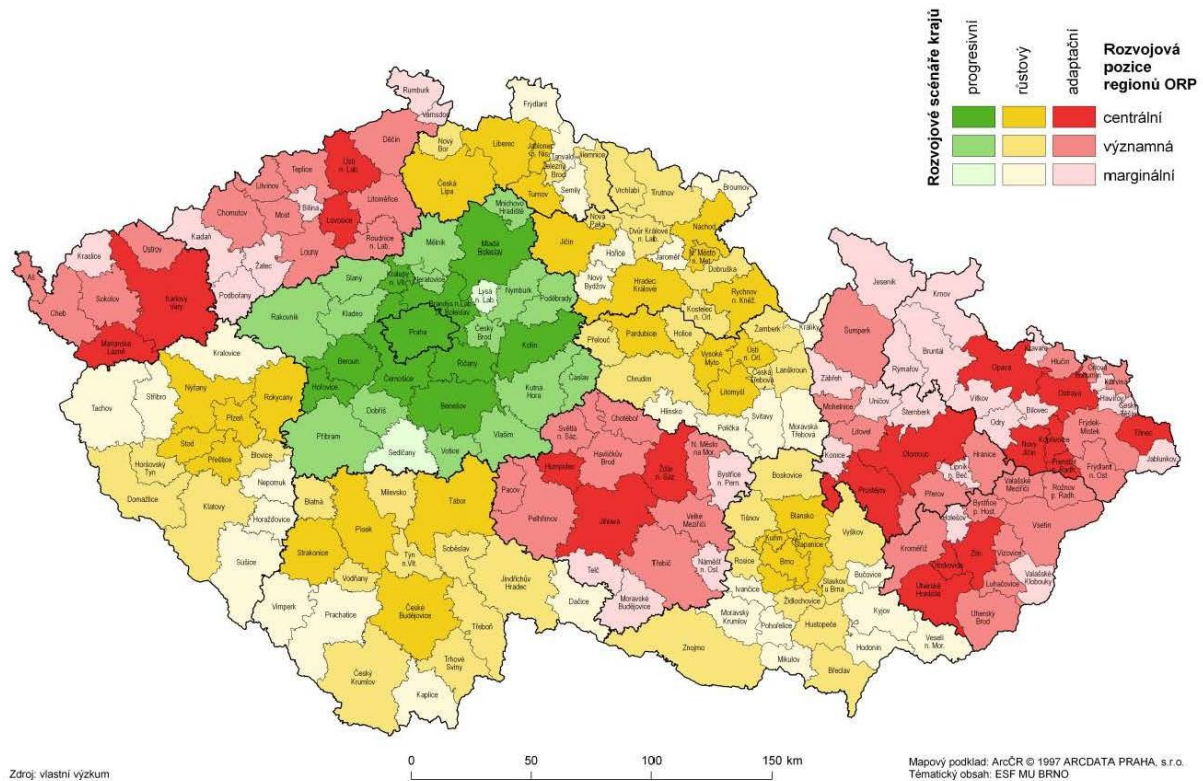 Rozvojové scénáře krajů
progresivní
růstový
adaptační
Rozvojová
pozice
regionů ORP
centrální
významná
marginální
Rumburk
Varnsdorf
Frýdlant
Děčín
Nový
Bor
Liberec
Jablonec
n. Nis.
Tanvald
Železný
Brod
Jilemnice
Ústí
n. Lab.
Teplice
Litvínov
Česká
Lípa
Semily
Turnov
Vrchlabí
Trutnov
Broumov
Bílina
Most
Litoměřice
Chomutov
Lovosice
Roudnice
n. Lab.
Louny
Kadaň
Žatec
Podbořany
Mnichovo
Hradiště
Mladá
Boleslav
Mělník
Jičín
Nová
Paka
Dvůr Králové
n. Lab.
Náchod
Hořice
Jaroměř
N. Město
n. Met.
Dobruška
Nový
Bydžov
Hradec
Králové
Rychnov
n. Kněž.
Kostelec
n. Orl.
Kraslice
Ostrov
Aš
Sokolov
Karlovy
Vary
Cheb
Mariánské
Lázně
Slaný
Kralupy
n. Vlt.
Neratovice
Lysá
n. Lab.
Nymburk
Poděbrady
Rakovník
Kladno
Brandýs n.Lab.
Boleslav
Praha
Český
Brod
Kolín
Beroun
Říčany
Černošice
Hořovice
Kutná
Hora
Čáslav
Benešov
Dobříš
Příbram
Vlašim
Sedlčany
Votice
Kralovice
Tachov
Stříbro
Nýřany
Plzeň
Rokycany
Stod
Přeštice
Blovice
Horšovský
Týn
Nepomuk
Domažlice
Klatovy
Horažďovice
Sušice
Přelouč
Pardubice
Holice
Žamberk
Králíky
Vysoké
Mýto
Ústí
n. Orl.
Česká
Třebová
Lanškroun
Chrudim
Litomyšl
Hlinsko
Polička
Svitavy
Moravská
Třebová
Jeseník
Krnov
Šumperk
Bruntál
Rýmařov
Zábřeh
Mohelnice
Uničov
Šternberk
Litovel
Konice
Olomouc
Prostějov
Přerov
Lipník
p. Beč.
Hranice
Opava
Kravaře
Hlučín
Ostrava
Bohumín
Orlová
Karviná
Havířov
Český
Těšín
Vítkov
Bílovec
Odry
Nový
Jičín
Kopřivnice
Frýdek-
Místek
Třinec
Jablunkov
Frenštát
p. Radh.
Frýdlant
n. Ost.
Valašské
Meziříčí
Rožnov
p. Radh.
Bystřice
p. Host.
Holešov
Vsetín
Kroměříž
Zlín
Vizovice
Otrokovice
Luhačovice
Valašské
Klobouky
Uherské
Hradiště
Uherský
Brod
Světlá
n. Sáz.
Chotěboř
Havlíčkův
Brod
N. Město
na Mor.
Humpolec
Žďár
n. Sáz.
Bystřice
n. Pern.
Pacov
Pelhřimov
Jihlava
Velké
Meziříčí
Třebíč
Náměšť
n. Osl.
Telč
Moravské
Budějovice
Blatná
Milevsko
Tábor
Písek
Strakonice
Týn
n.Vlt.
Soběslav
Jindřichův
Hradec
Vodňany
Vimperk
Prachatice
České
Budějovice
Dačice
Třeboň
Trhové
Sviny
Český
Krumlov
Kaplice
Boskovice
Blansko
Tišnov
Vyškov
Kuřim
Šlapanice
Brno
Rosice
Slavkov
u Brna
Bučovice
Ivančice
Židlochovice
Moravský
Krumlov
Pohořelice
Hustopeče
Kyjov
Hodonín
Veselí
n. Mor.
Znojmo
Mikulov
Břeclav
0 50 100 150 km
Zdroj: vlastní výzkum
Mapový podklad: ArcČR © 1997 ARCDATA PRAHA, s.r.o.
Tématický obsah: ESF MU BRNO